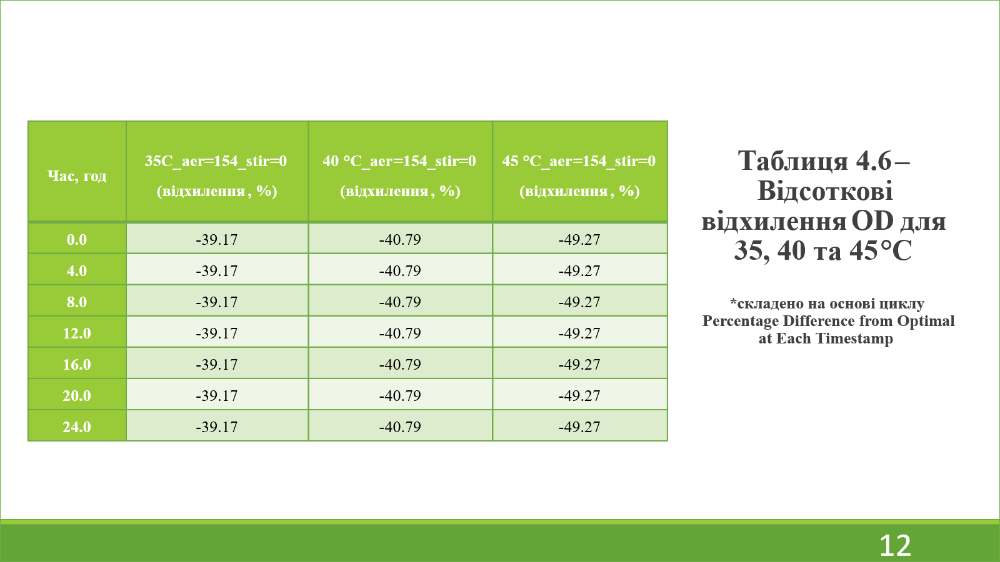 Час, год
35C_aer=154_stir=0
(відхилення, %)
40 °C_aer=154_stir=0
(відхилення, %)
45 °C_aer=154_stir=0
(відхилення, %)
0.0 -39.17 -40.79 -49.27
4.0 -39.17 -40.79 -49.27
8.0 -39.17 -40.79 -49.27
12.0 -39.17 -40.79 -49.27
16.0 -39.17 -40.79 -49.27
20.0 -39.17 -40.79 -49.27
24.0 -39.17 -40.79 -49.27
Таблиця 4.6 –
Відсоткові
відхилення OD для
35, 40 та 45°C
*складено на основі циклу
Percentage Difference from Optimal
at Each Timestamp
12